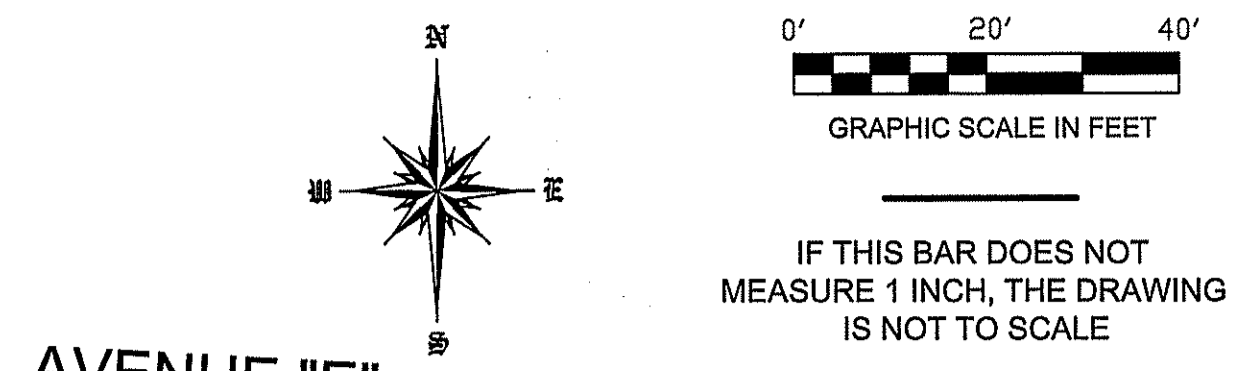 N
W
E
S
0' 20' 40'
GRAPHIC SCALE IN FEET
IF THIS BAR DOES NOT
MEASURE 1 INCH, THE DRAWING
IS NOT TO SCALE
AVENUE